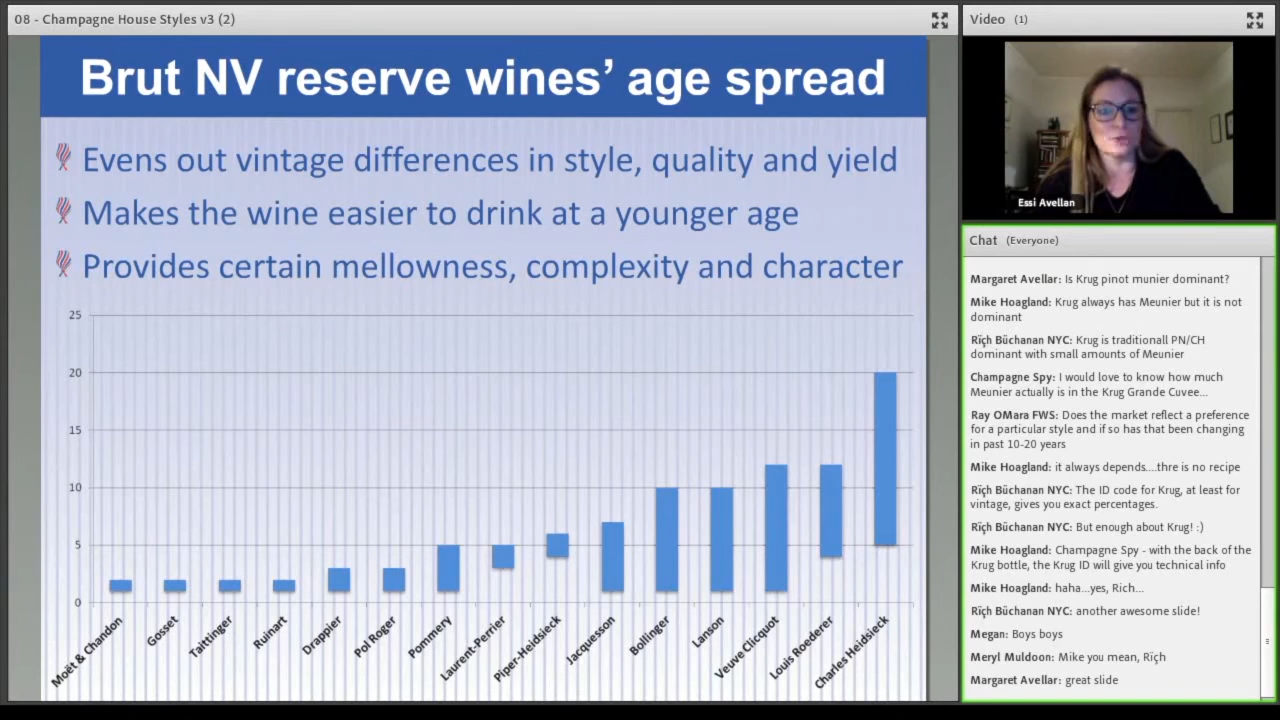 08 - Champagne House Styles v3 (2)
Brut NV reserve wines’ age spread
Evens out vintage differences in style, quality and yield
Makes the wine easier to drink at a younger age
Provides certain mellowness, complexity and character
25
20
15
10
5
0
Moët & Chandon
Gosset
Taittinger
Ruinart
Drappier
Pol Roger
Pommery
Laurent-Perrier
Piper-Heidsieck
Jacquesson
Bollinger
Lanson
Veuve Clicquot
Louis Roederer
Charles Heidsieck
Video (1)
Essi Avellan
Chat (Everyone)
Margaret Avellar: Is Krug pinot munier dominant?
Mike Hoagland: Krug always has Meunier but it is not
dominant
Rïçh Büchanan NYC: Krug is traditionall PN/CH
dominant with small amounts of Meunier
Champagne Spy: I would love to know how much
Meunier actually is in the Krug Grande Cuvee...
Ray OMara FWS: Does the market reflect a preference
for a particular style and if so has that been changing
in past 10-20 years
Mike Hoagland: it always depends....thre is no recipe
Rïçh Büchanan NYC: The ID code for Krug, at least for
vintage, gives you exact percentages.
Rïçh Büchanan NYC: But enough about Krug! :)
Mike Hoagland: Champagne Spy - with the back of the
Krug bottle, the Krug ID will give you technical info
Mike Hoagland: haha...yes, Rich...
Rïçh Büchanan NYC: another awesome slide!
Megan: Boys boys
Meryl Muldoon: Mike you mean, Rïçh
Margaret Avellar: great slide